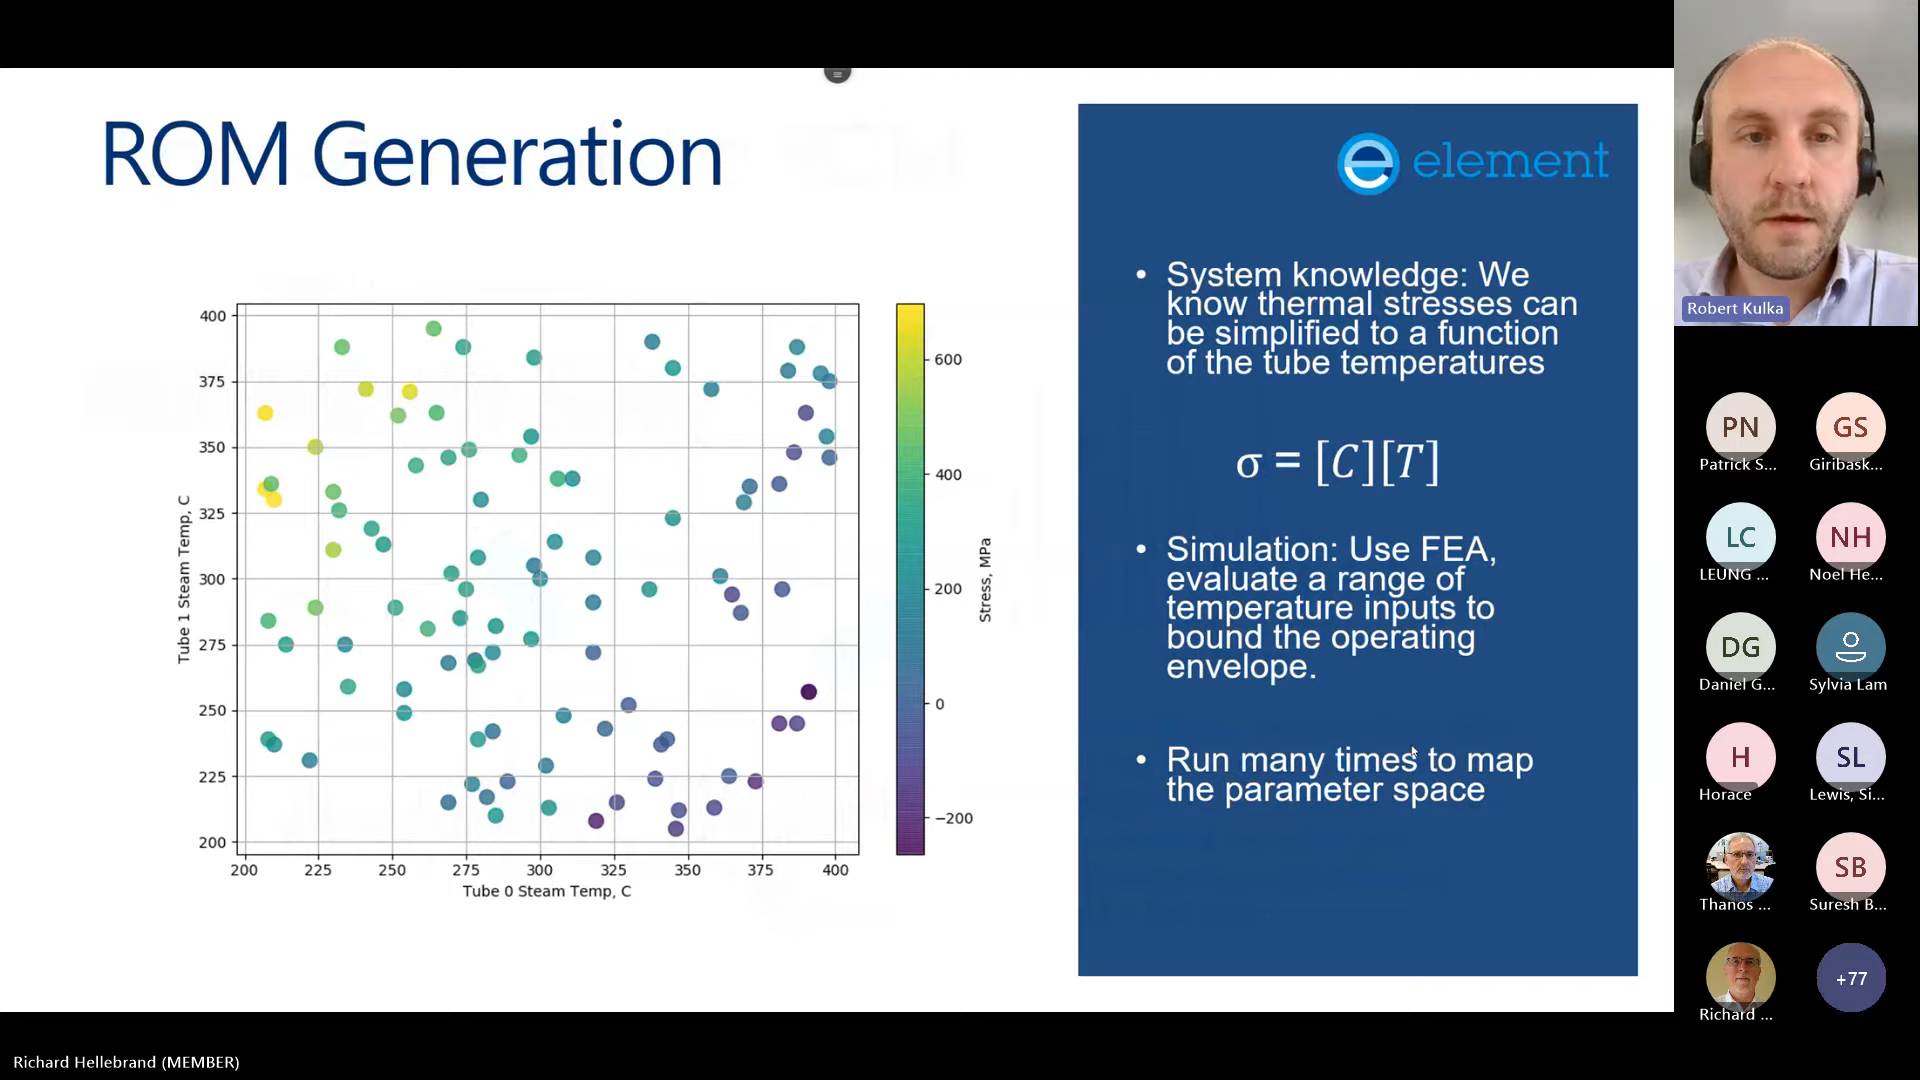 ROM Generation
element
• System knowledge: We
know thermal stresses can
be simplified to a function
of the tube temperatures
σ = [C][T]
• Simulation: Use FEA,
evaluate a range of
temperature inputs to
bound the operating
envelope.
• Run many times to map
the parameter space
400
375
350
325
300
275
250
225
200
Tube 1 Steam Temp, C
200 225 250 275 300 325 350 375 400
Tube 0 Steam Temp, C
600
400
200
0
−200
Stress, MPa
Robert Kulka
PN GS
Patrick S... Giribask...
LC NH
LEUNG ... Noel He...
DG
Daniel G... Sylvia Lam
H SL
Horace Lewis, Si...
SB
Thanos ... Suresh B...
+77
Richard ...
Richard Hellebrand (MEMBER)